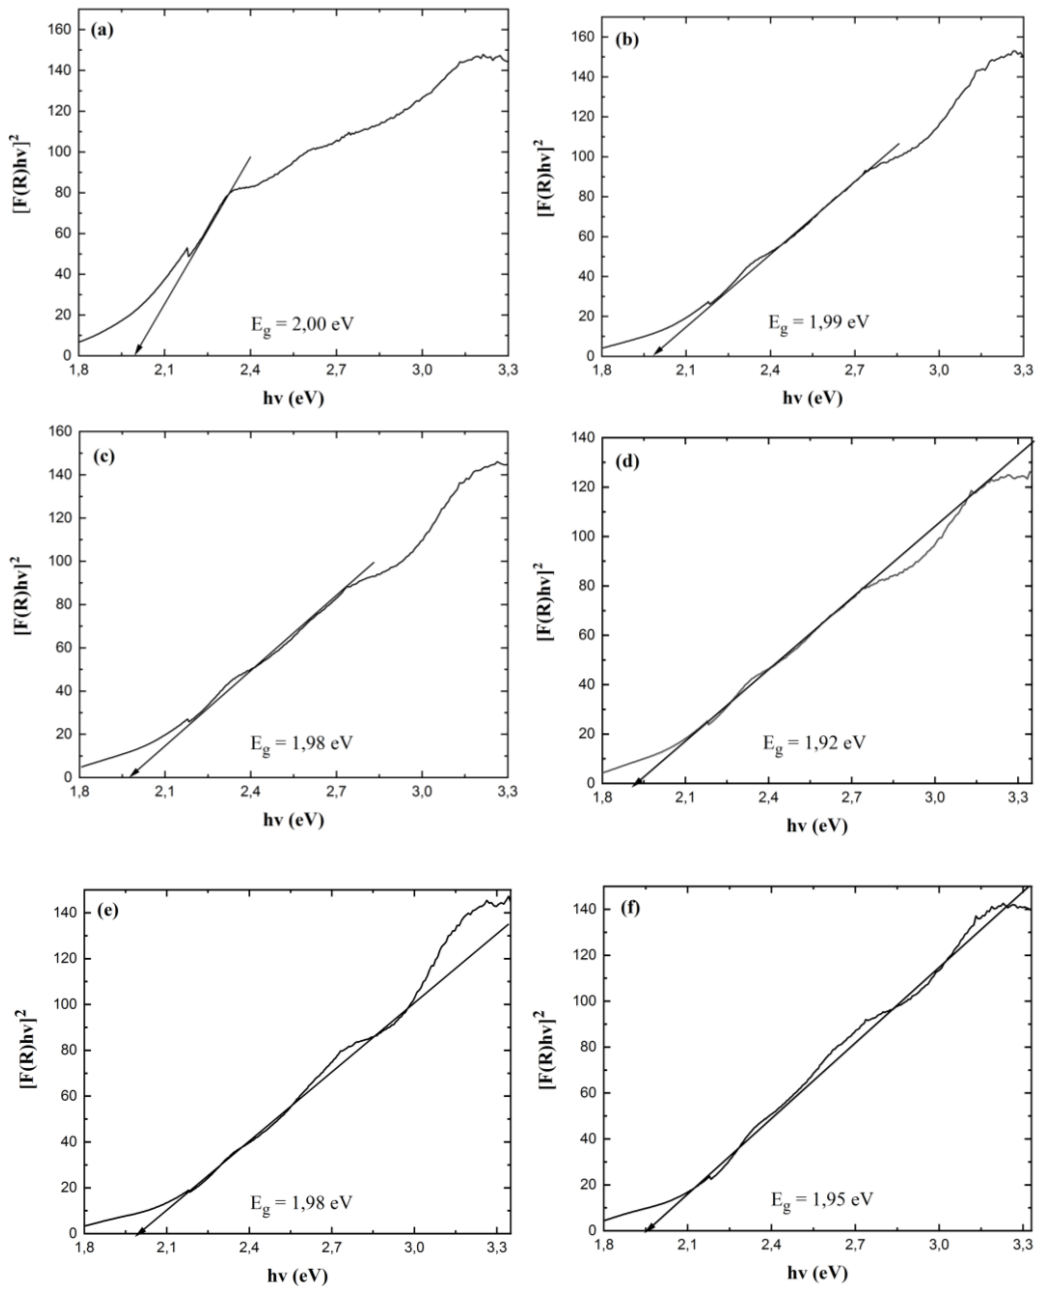 (a)
160
140
120
100
80
60
40
20
0
[F(R)hν]²
E_g = 2,00 eV
1,8 2,1 2,4 2,7 3,0 3,3
hν (eV)
(b)
160
140
120
100
80
60
40
20
0
[F(R)hν]²
E_g = 1,99 eV
1,8 2,1 2,4 2,7 3,0 3,3
hν (eV)
(c)
160
140
120
100
80
60
40
20
0
[F(R)hν]²
E_g = 1,98 eV
1,8 2,1 2,4 2,7 3,0 3,3
hν (eV)
(d)
140
120
100
80
60
40
20
0
[F(R)hν]²
E_g = 1,92 eV
1,8 2,1 2,4 2,7 3,0 3,3
hν (eV)
(e)
140
120
100
80
60
40
20
0
[F(R)hν]²
E_g = 1,98 eV
1,8 2,1 2,4 2,7 3,0 3,3
hν (eV)
(f)
140
120
100
80
60
40
20
0
[F(R)hν]²
E_g = 1,95 eV
1,8 2,1 2,4 2,7 3,0 3,3
hν (eV)